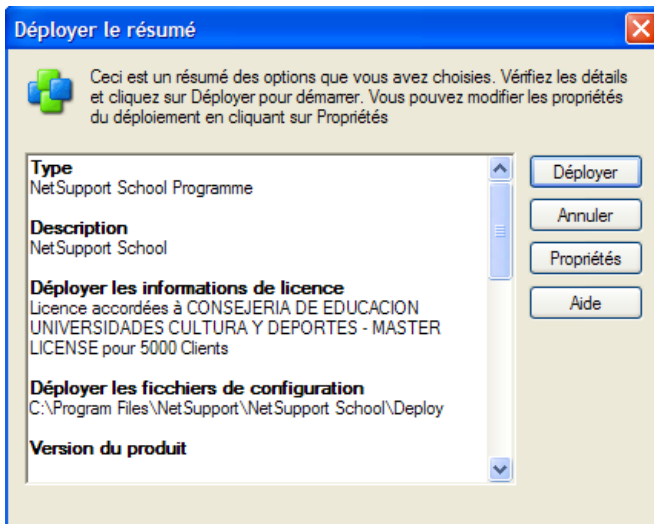 Déployer le résumé
Ceci est un résumé des options que vous avez choisies. Vérifiez les détails
et cliquez sur Déployer pour démarrer. Vous pouvez modifier les propriétés
du déploiement en cliquant sur Propriétés
Type
NetSupport School Programme
Description
NetSupport School
Déployer les informations de licence
Licence accordées à CONSEJERIA DE EDUCACION
UNIVERSIDADES CULTURA Y DEPORTES - MASTER
LICENSE pour 5000 Clients
Déployer les ficchiers de configuration
C:\Program Files\NetSupport\NetSupport School\Deploy
Version du produit
Déployer
Annuler
Propriétés
Aide